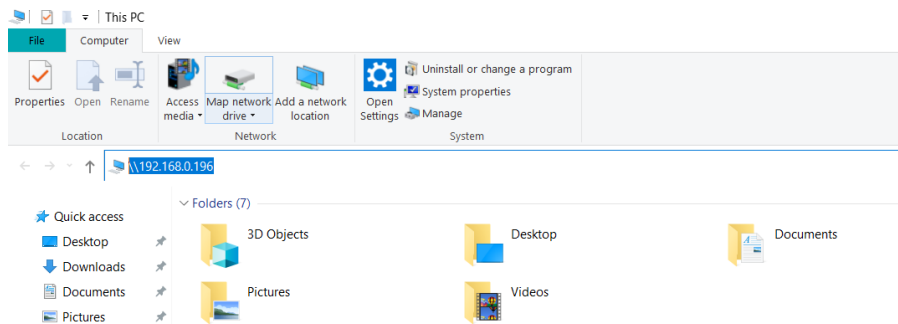 This PC
File Computer View
Properties Open Rename Access media Map network drive Add a network location Open Settings Uninstall or change a program
System properties
Manage
Location Network System
\\192.168.0.196
Folders (7)
Quick access
Desktop
Downloads
Documents
Pictures
3D Objects Desktop Documents
Pictures Videos